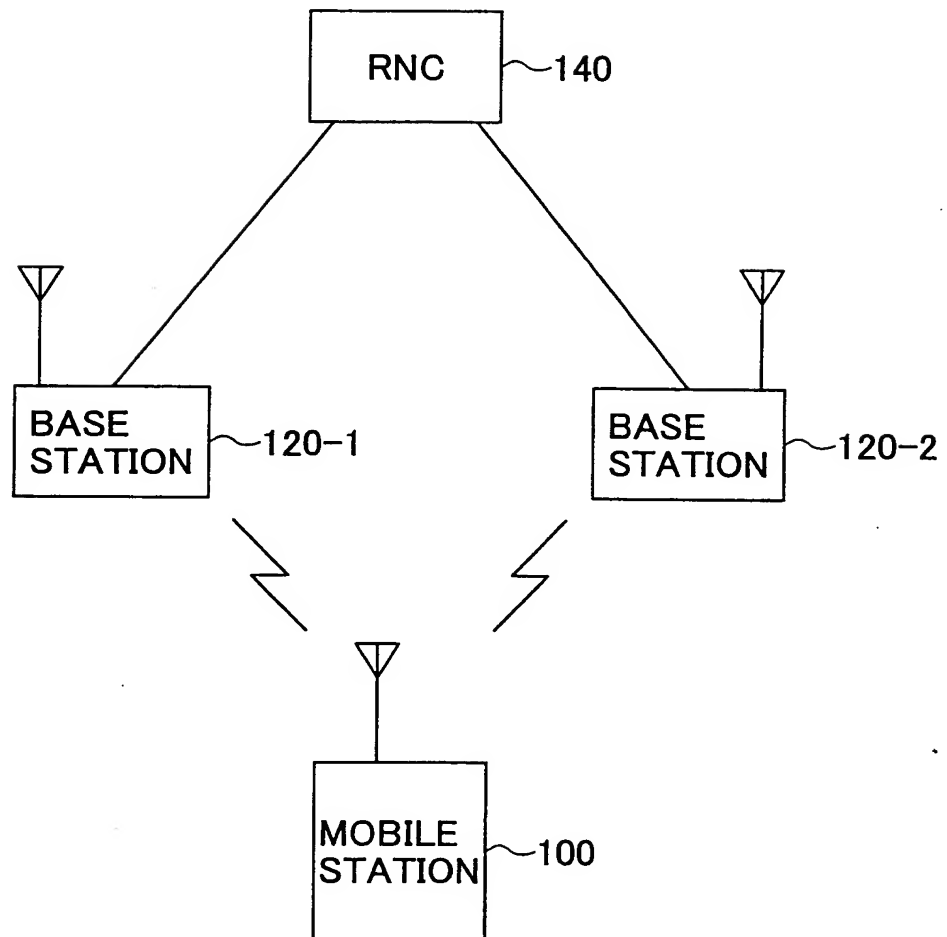 RNC
140
BASE
STATION
120-1
BASE
STATION
120-2
MOBILE
STATION
100